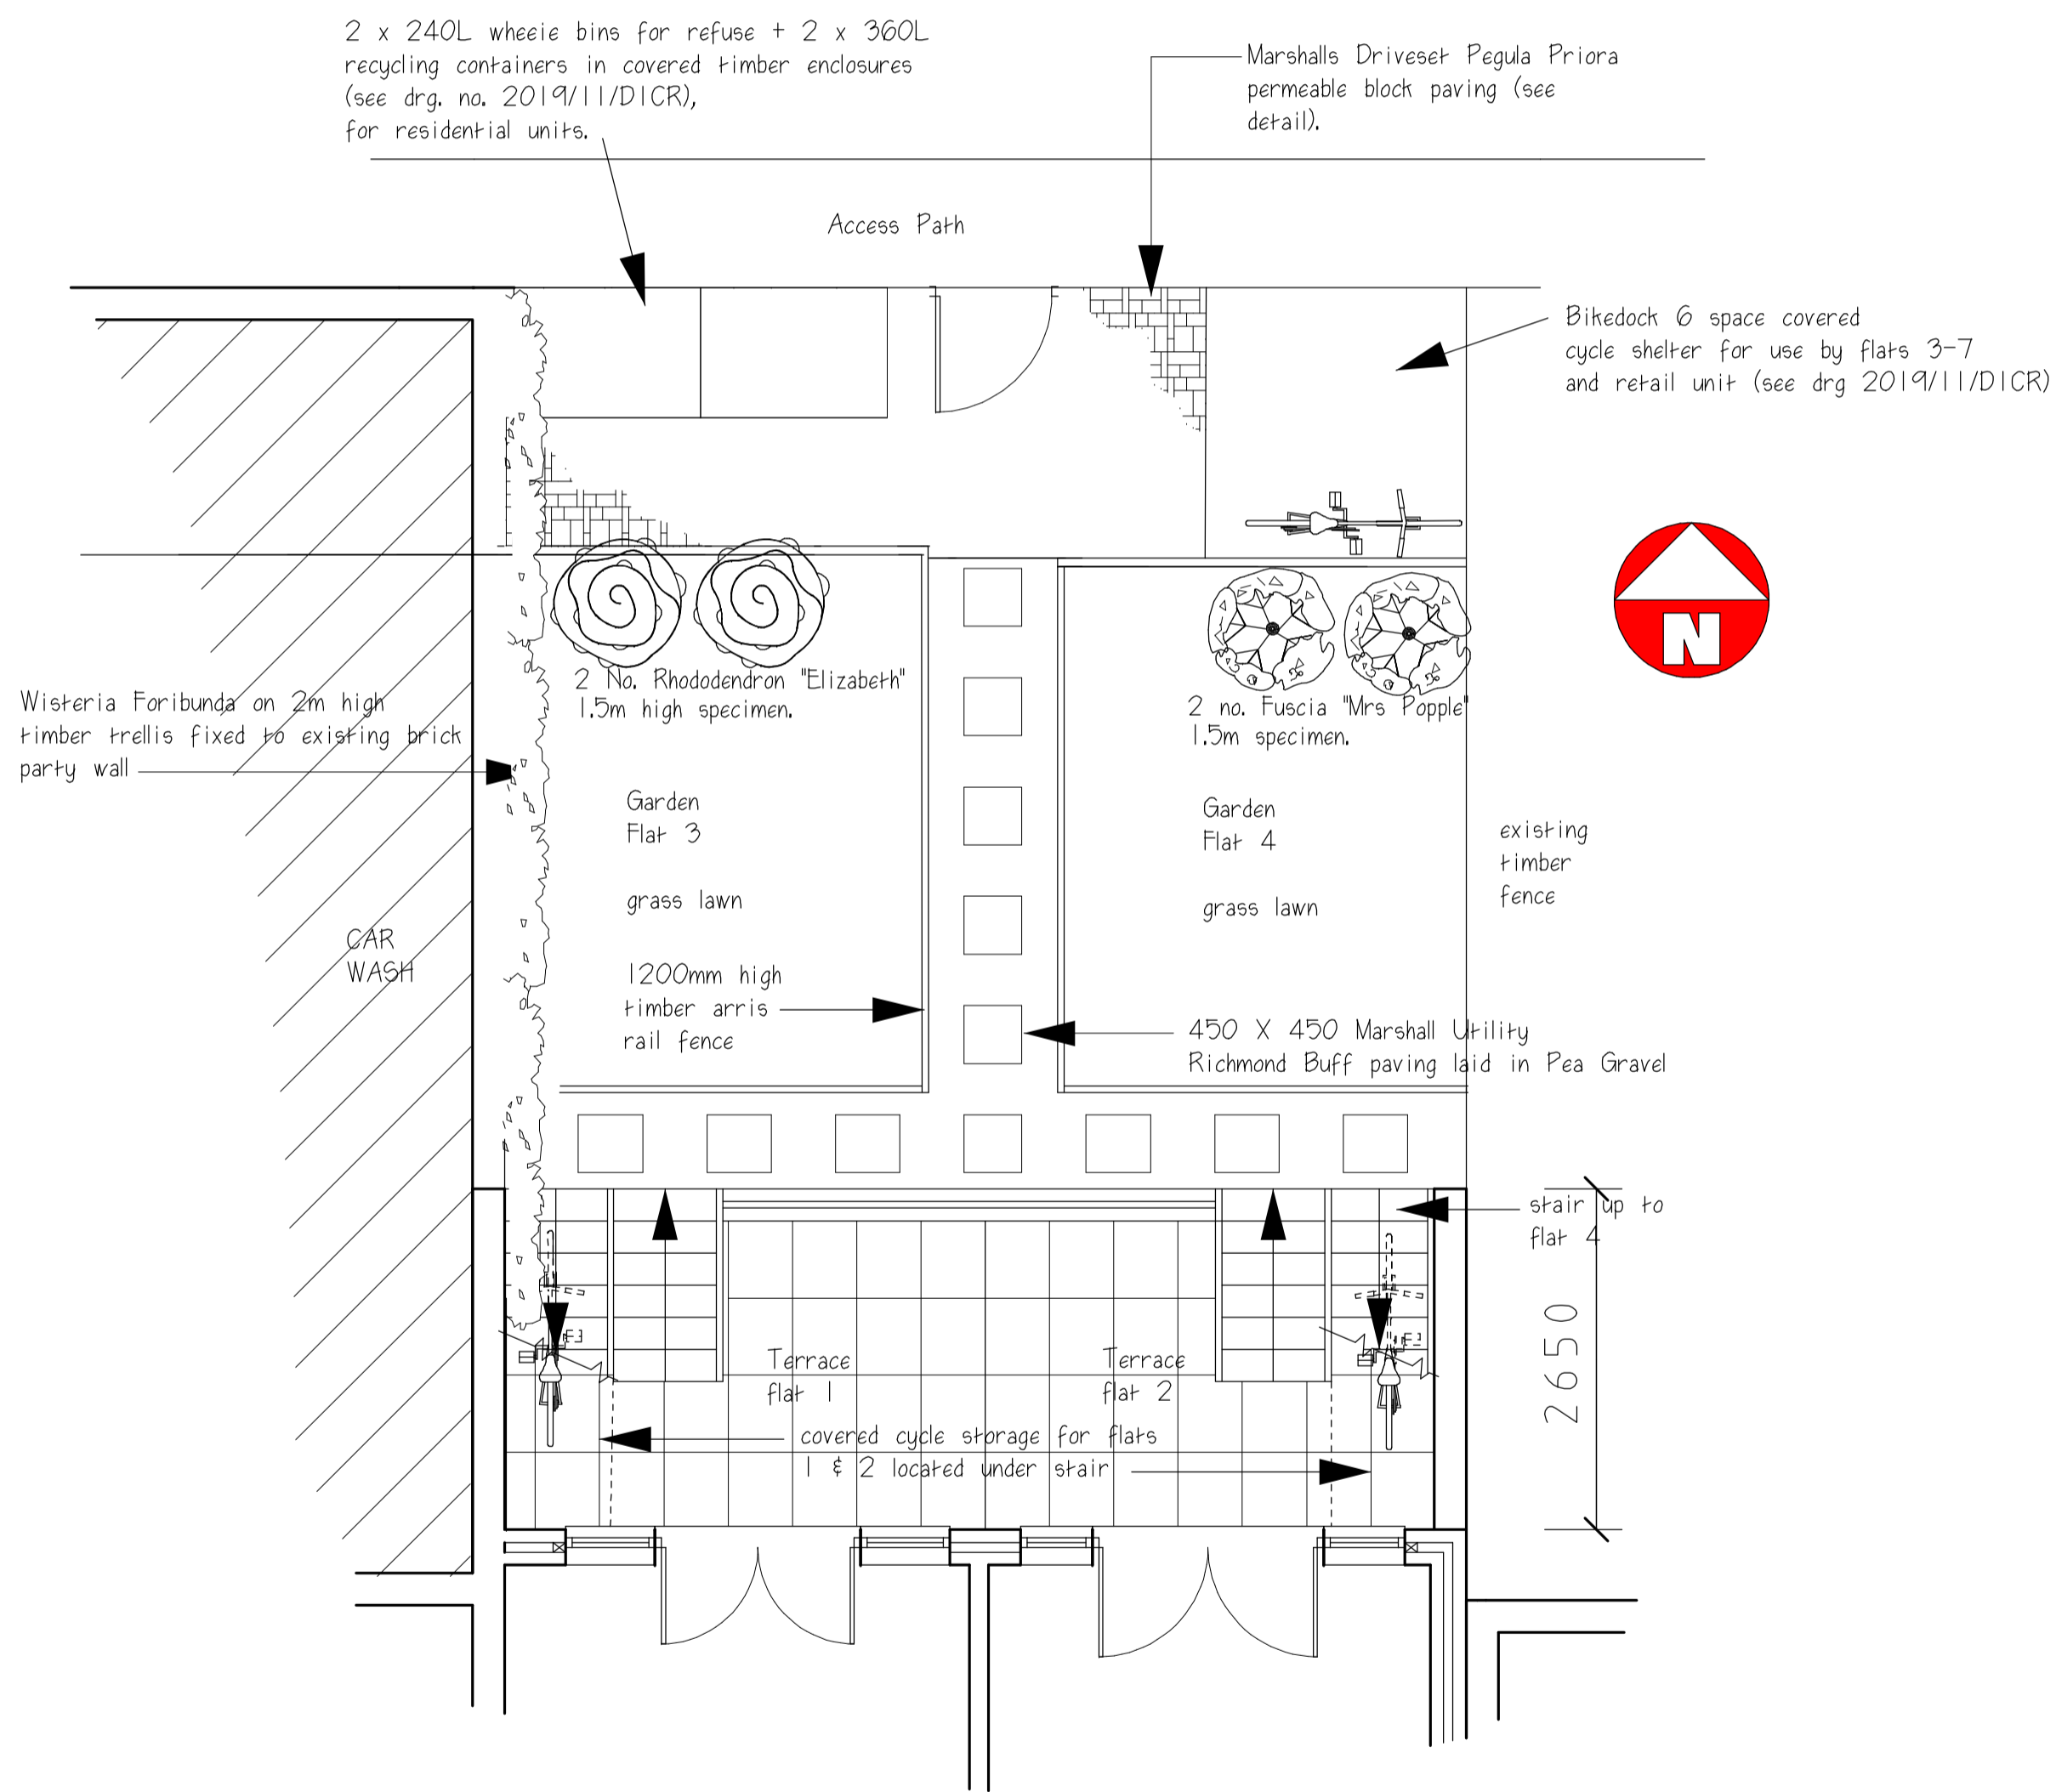 2 x 240L wheeie bins for refuse + 2 x 360L
recycling containers in covered timber enclosures
(see drg. no. 2019/11/D1CR),
for residential units.
Marshalls Driveset Pegula Priora
permeable block paving (see
detail).
Access Path
Bikedock 6 space covered
cycle shelter for use by flats 3-7
and retail unit (see drg 2019/11/D1CR)
N
Wisteria Foribunda on 2m high
timber trellis fixed to existing brick
party wall
2 No. Rhododendron "Elizabeth"
1.5m high specimen.
2 no. Fuscia "Mrs Popple"
1.5m specimen.
Garden
Flat 3
grass lawn
Garden
Flat 4
grass lawn
existing
timber
fence
CAR
WASH
1200mm high
timber arris
rail fence
450 X 450 Marshall Utility
Richmond Buff paving laid in Pea Gravel
stair up to
flat 4
2650
Terrace
flat 1
Terrace
flat 2
covered cycle storage for flats
1 & 2 located under stair